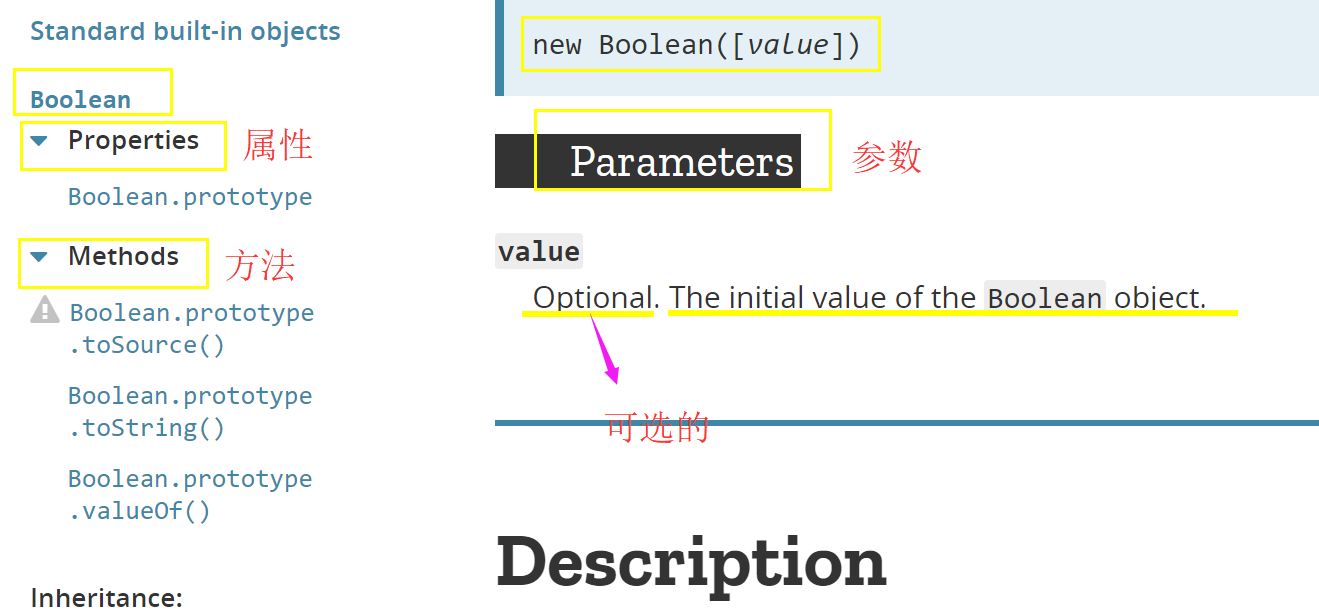 Standard built-in objects
Boolean
Properties 属性
Boolean.prototype
Methods 方法
Boolean.prototype
.toSource()
Boolean.prototype
.toString()
Boolean.prototype
.valueOf()
Inheritance:
new Boolean([value])
Parameters 参数
value
Optional. The initial value of the Boolean object.
可选的
Description